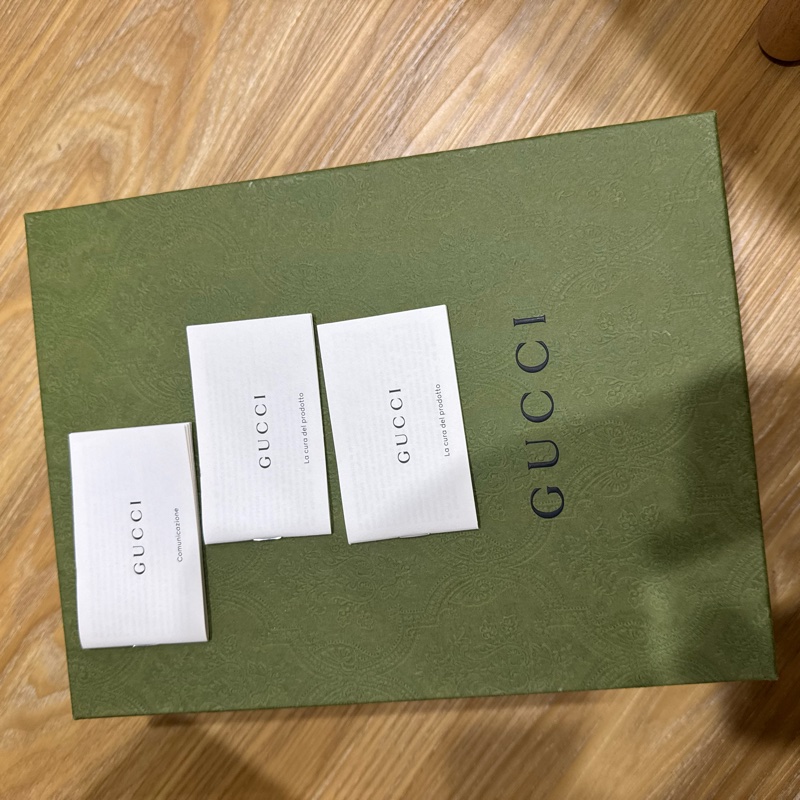 GUCCI
Comunicazione
GUCCI
La cura del prodotto
GUCCI
La cura del prodotto
GUCCI